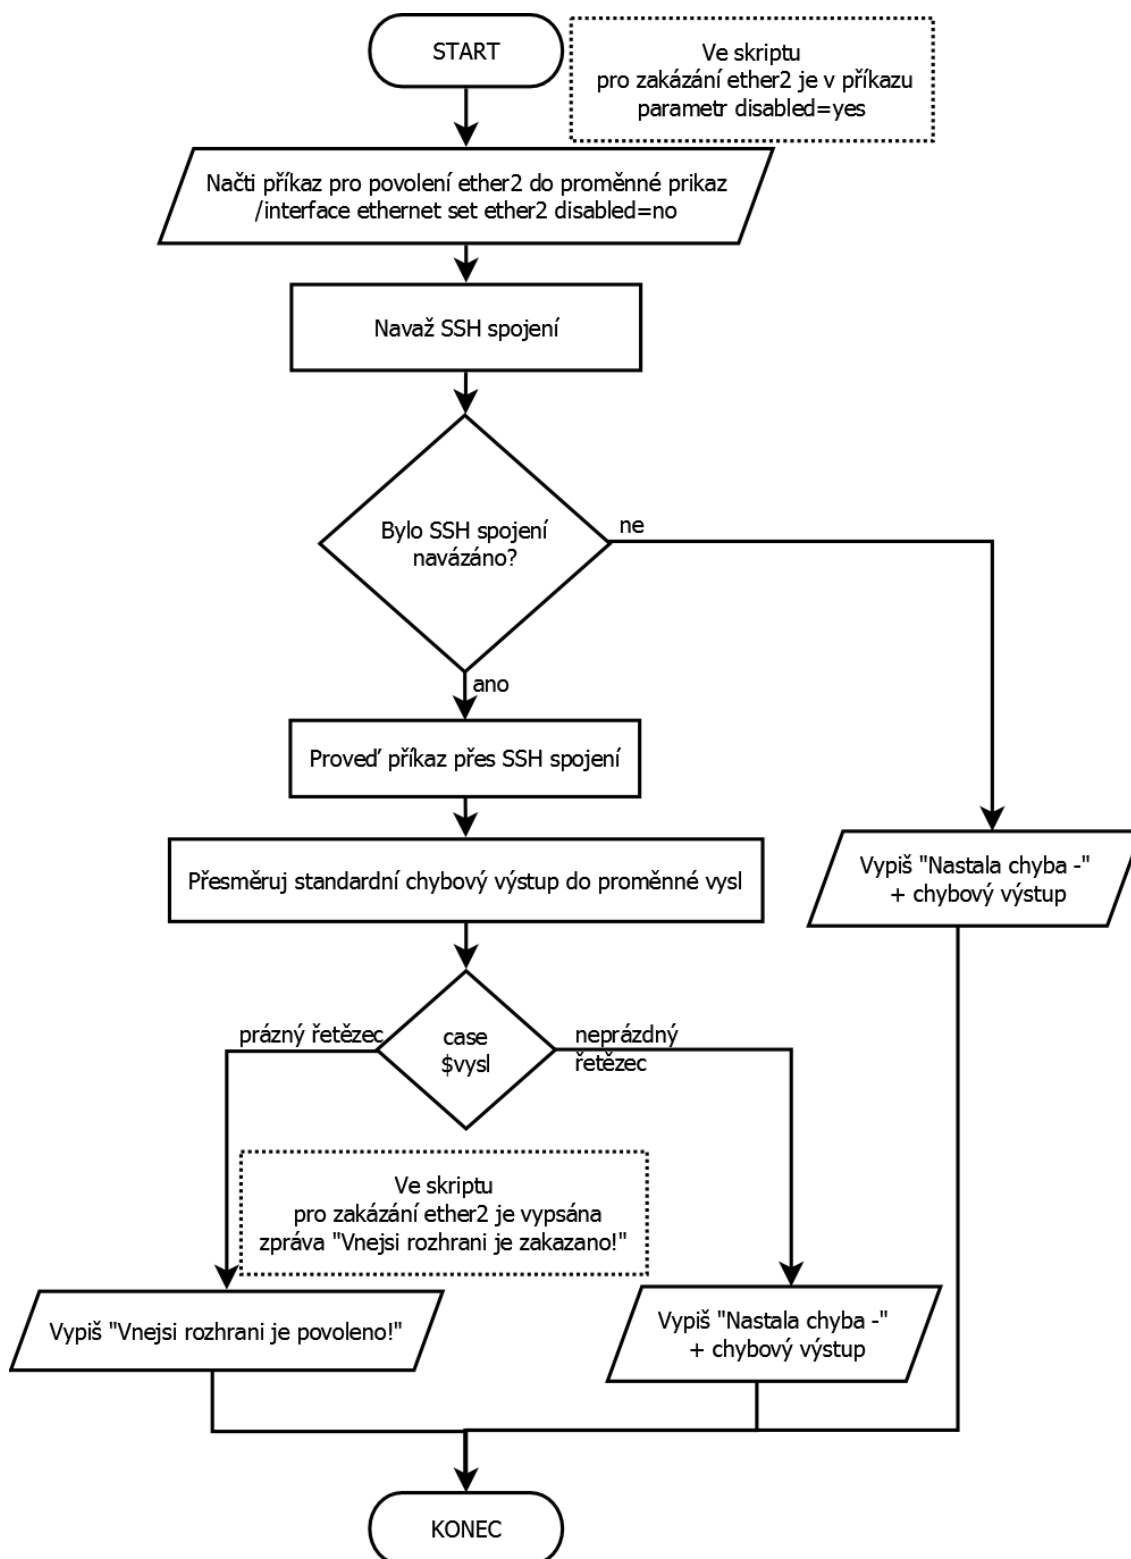 START
Ve skriptu
pro zakázání ether2 je v příkazu
parametr disabled=yes
Načti příkaz pro povolení ether2 do proměnné prikaz
/interface ethernet set ether2 disabled=no
Navaž SSH spojení
Bylo SSH spojení
navázáno?
ne
ano
Proveď příkaz přes SSH spojení
Přesměruj standardní chybový výstup do proměnné vysl
Vypiš "Nastala chyba -"
+ chybový výstup
prázný řetězec
case
$vysl
neprázdný
řetězec
Ve skriptu
pro zakázání ether2 je vypsána
zpráva "Vnejsi rozhrani je zakazano!"
Vypiš "Vnejsi rozhrani je povoleno!"
Vypiš "Nastala chyba -"
+ chybový výstup
KONEC